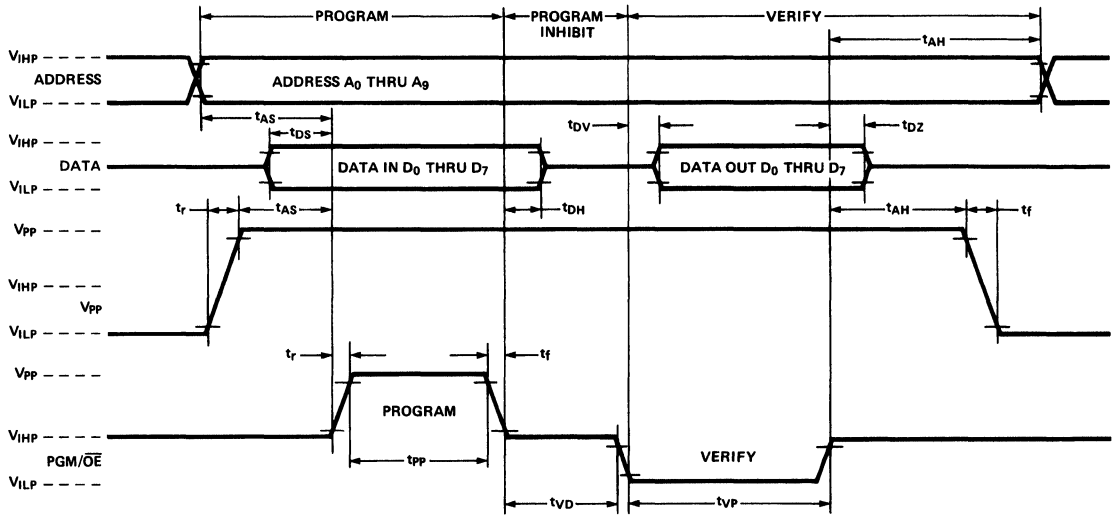 PROGRAM
PROGRAM
INHIBIT
VERIFY
VIHP
tAH
ADDRESS
ADDRESS A0 THRU A9
VILP
tAS
VIHP
tDS
tDV
tDZ
DATA
DATA IN D0 THRU D7
DATA OUT D0 THRU D7
VILP
tr
tAS
tDH
tAH
tf
VPP
VIHP
VPP
VILP
tr
tf
VPP
PROGRAM
VIHP
PGM/OE
tPP
VERIFY
VILP
tVD
tVP